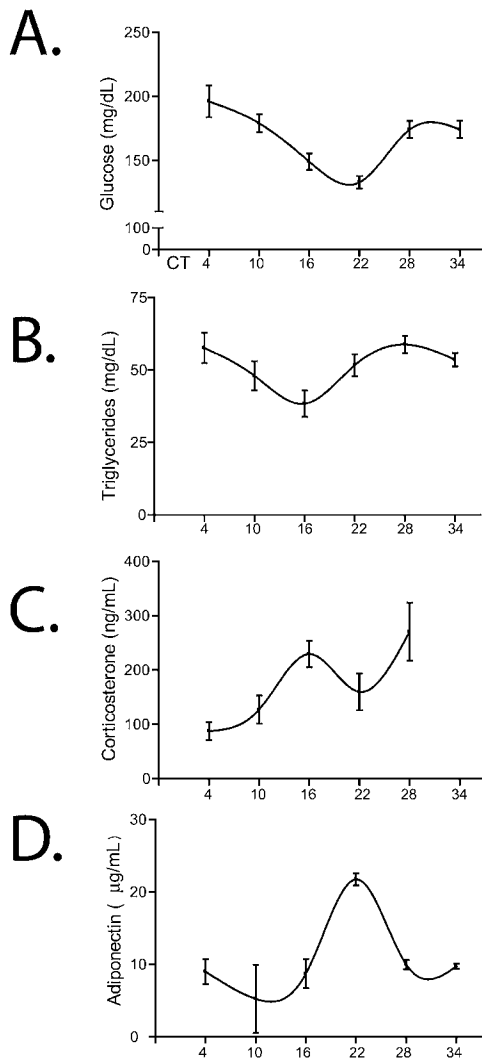 A.
Glucose (mg/dL)
250
200
150
100
0
CT
4 10 16 22 28 34
B.
Triglycerides (mg/dL)
75
50
25
0
4 10 16 22 28 34
C.
Corticosterone (ng/mL)
400
300
200
100
0
4 10 16 22 28 34
D.
Adiponectin ( μg/mL)
30
20
10
0
4 10 16 22 28 34